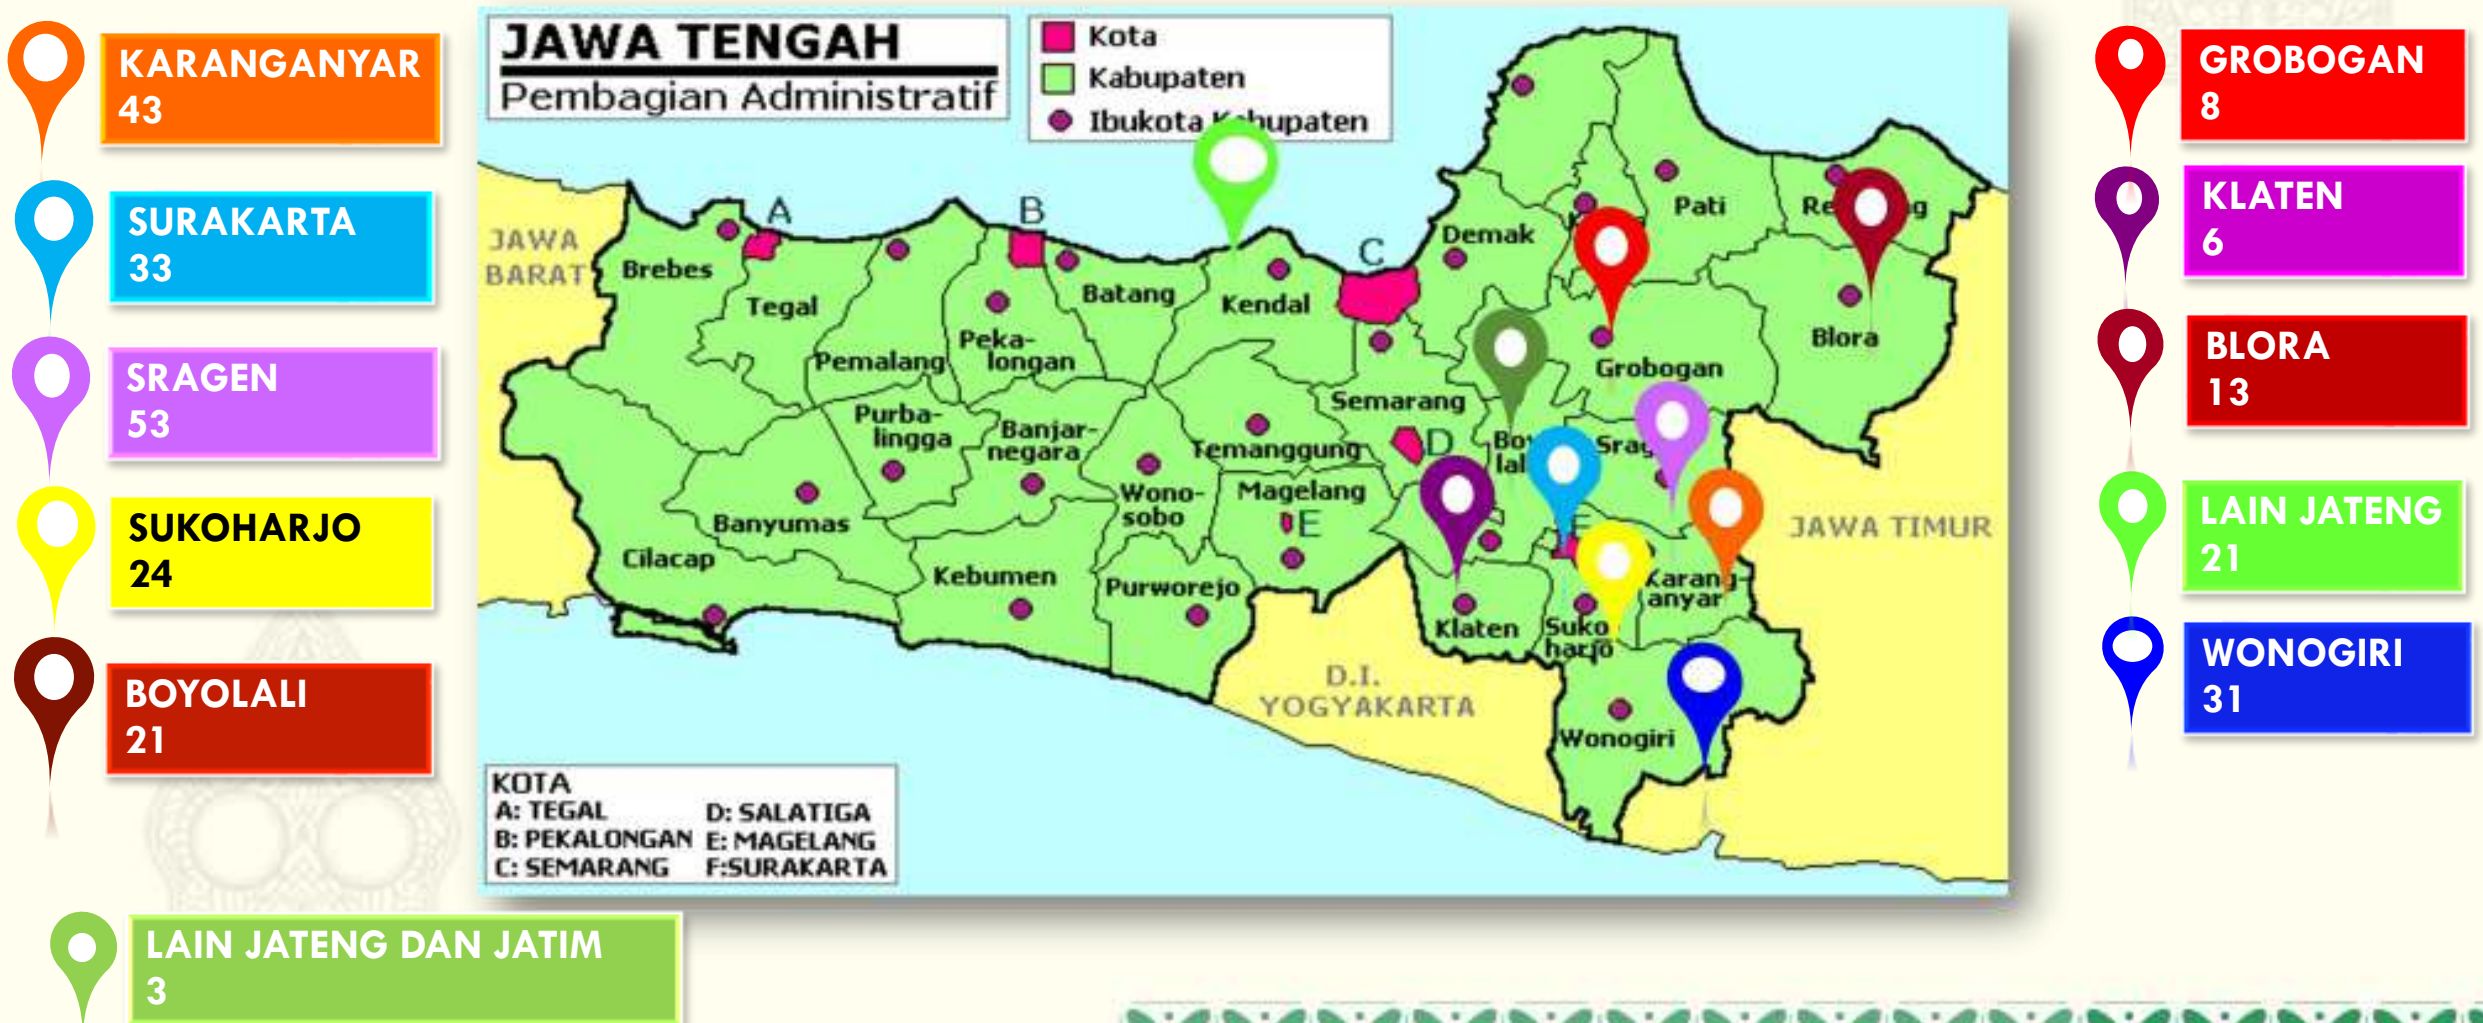 KARANGANYAR
43
SURAKARTA
33
SRAGEN
53
SUKOHARJO
24
BOYOLALI
21
LAIN JATENG DAN JATIM
3
JAWA TENGAH
Pembagian Administratif
Kota
Kabupaten
Ibukota Kabupaten
A
B
C
JAWA
BARAT
Brebes
Tegal
Pemalang
Peka-
longan
Batang
Kendal
Demak
Pati
Blora
Grobogan
Semarang
D
Purba-
lingga
Banjar-
negara
Temanggung
Wono-
sobo
Magelang
E
Banyumas
Cilacap
Kebumen
Purworejo
Klaten
Suko
harjo
Karang-
anyar
Wonogiri
JAWA TIMUR
D.I.
YOGYAKARTA
KOTA
A: TEGAL D: SALATIGA
B: PEKALONGAN E: MAGELANG
C: SEMARANG F:SURAKARTA
GROBOGAN
8
KLATEN
6
BLORA
13
LAIN JATENG
21
WONOGIRI
31